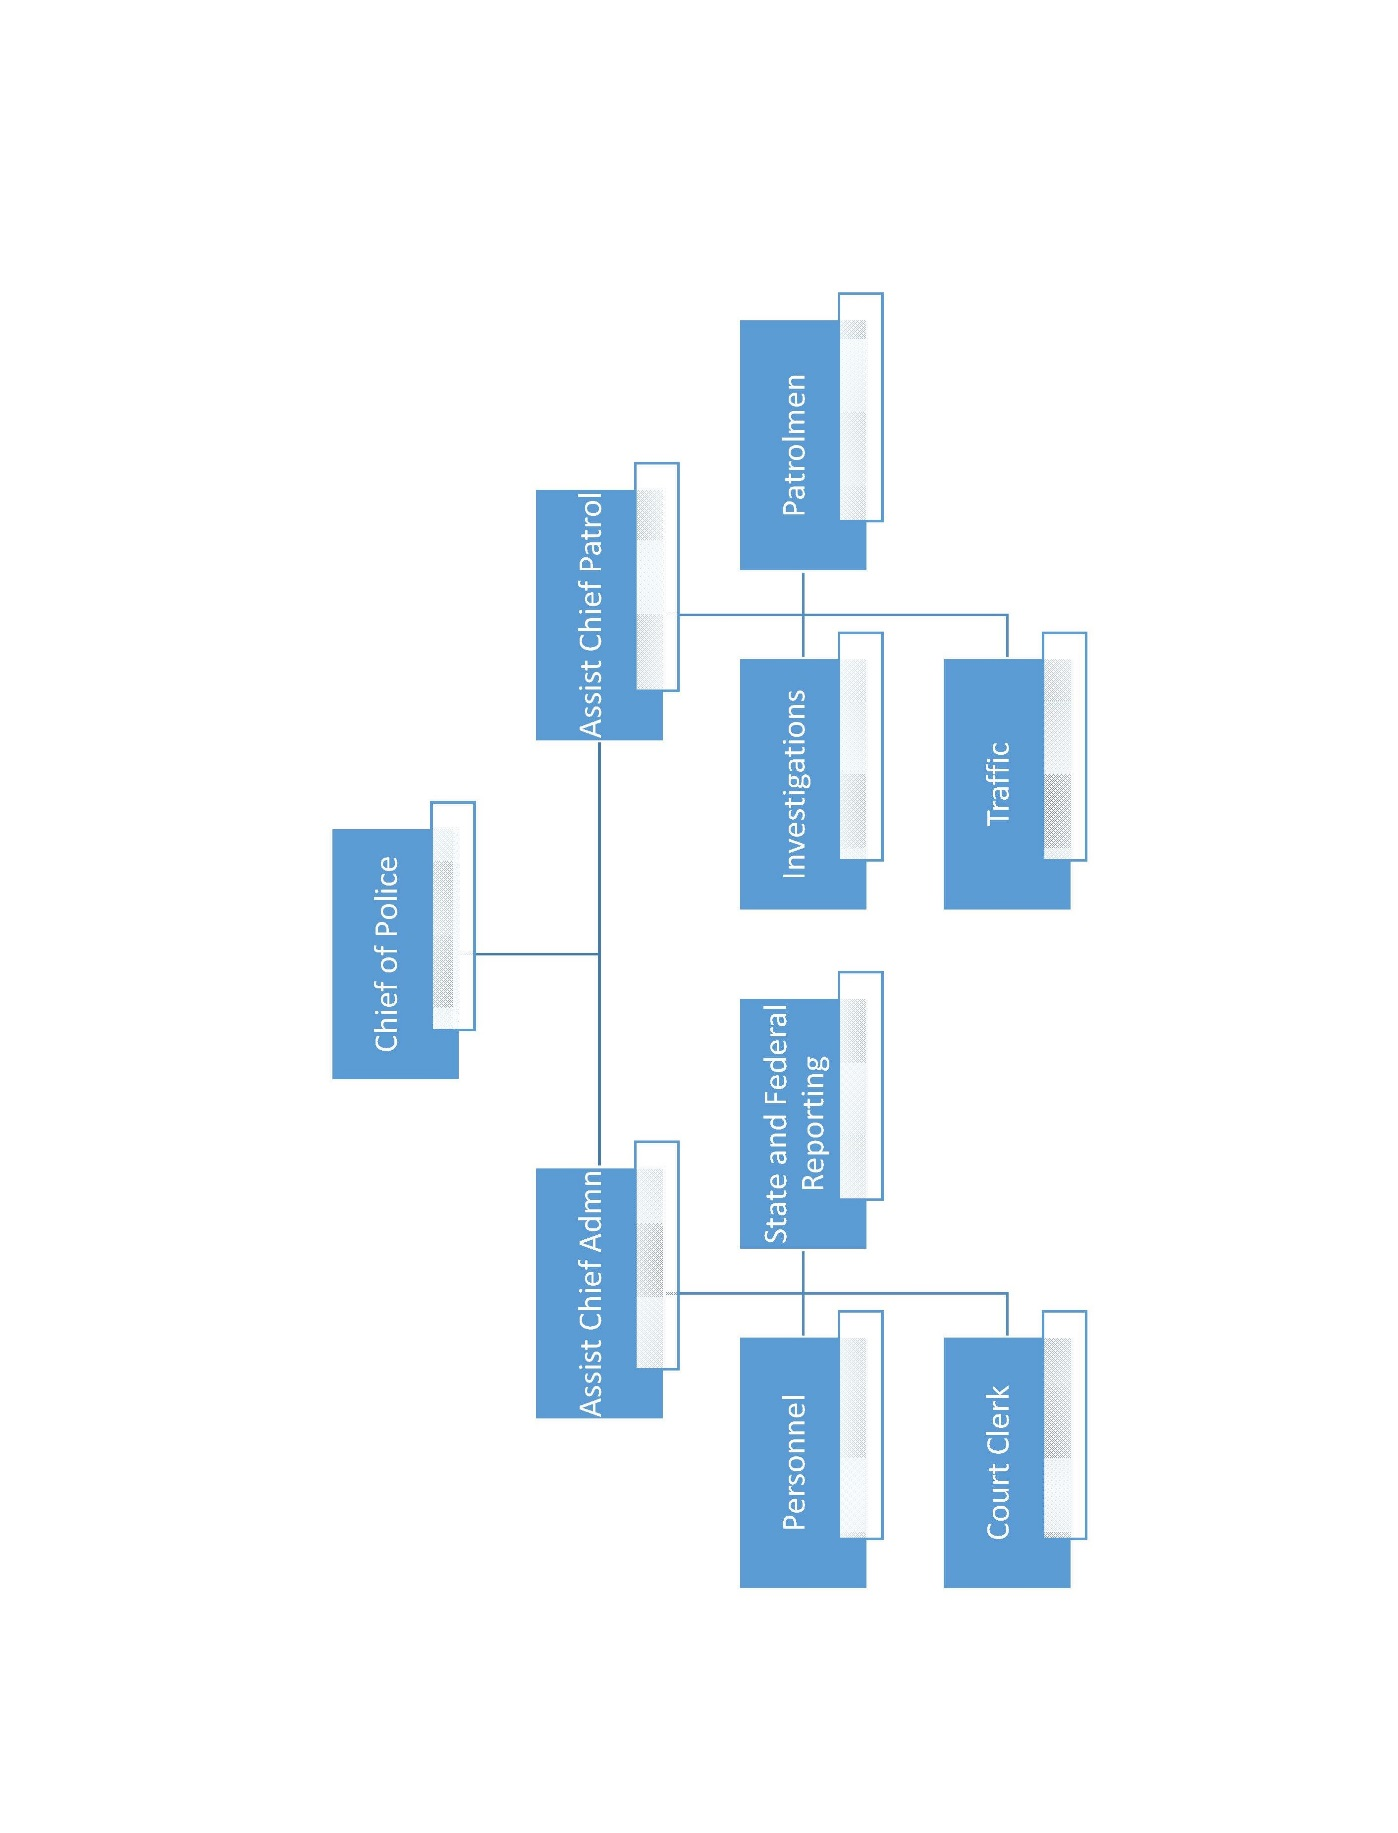 Chief of Police
Assist Chief Admn
Assist Chief Patrol
Personnel
State and Federal
Reporting
Investigations
Patrolmen
Court Clerk
Traffic